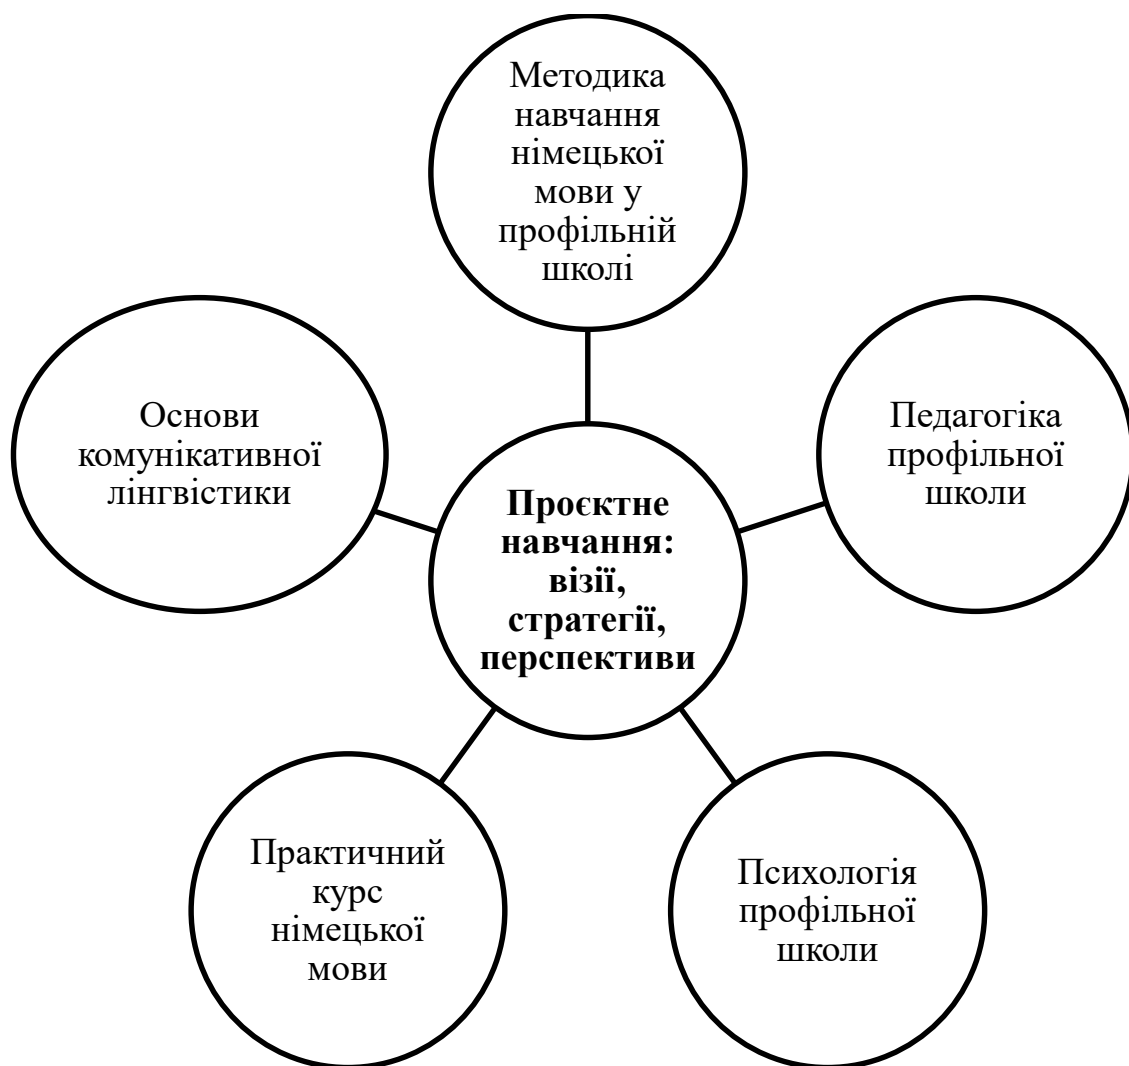 Методика
навчання
німецької
мови у
профільній
школі
Основи
комунікативної
лінгвістики
Педагогіка
профільної
школи
Проєктне
навчання:
візії,
стратегії,
перспективи
Практичний
курс
німецької
мови
Психологія
профільної
школи